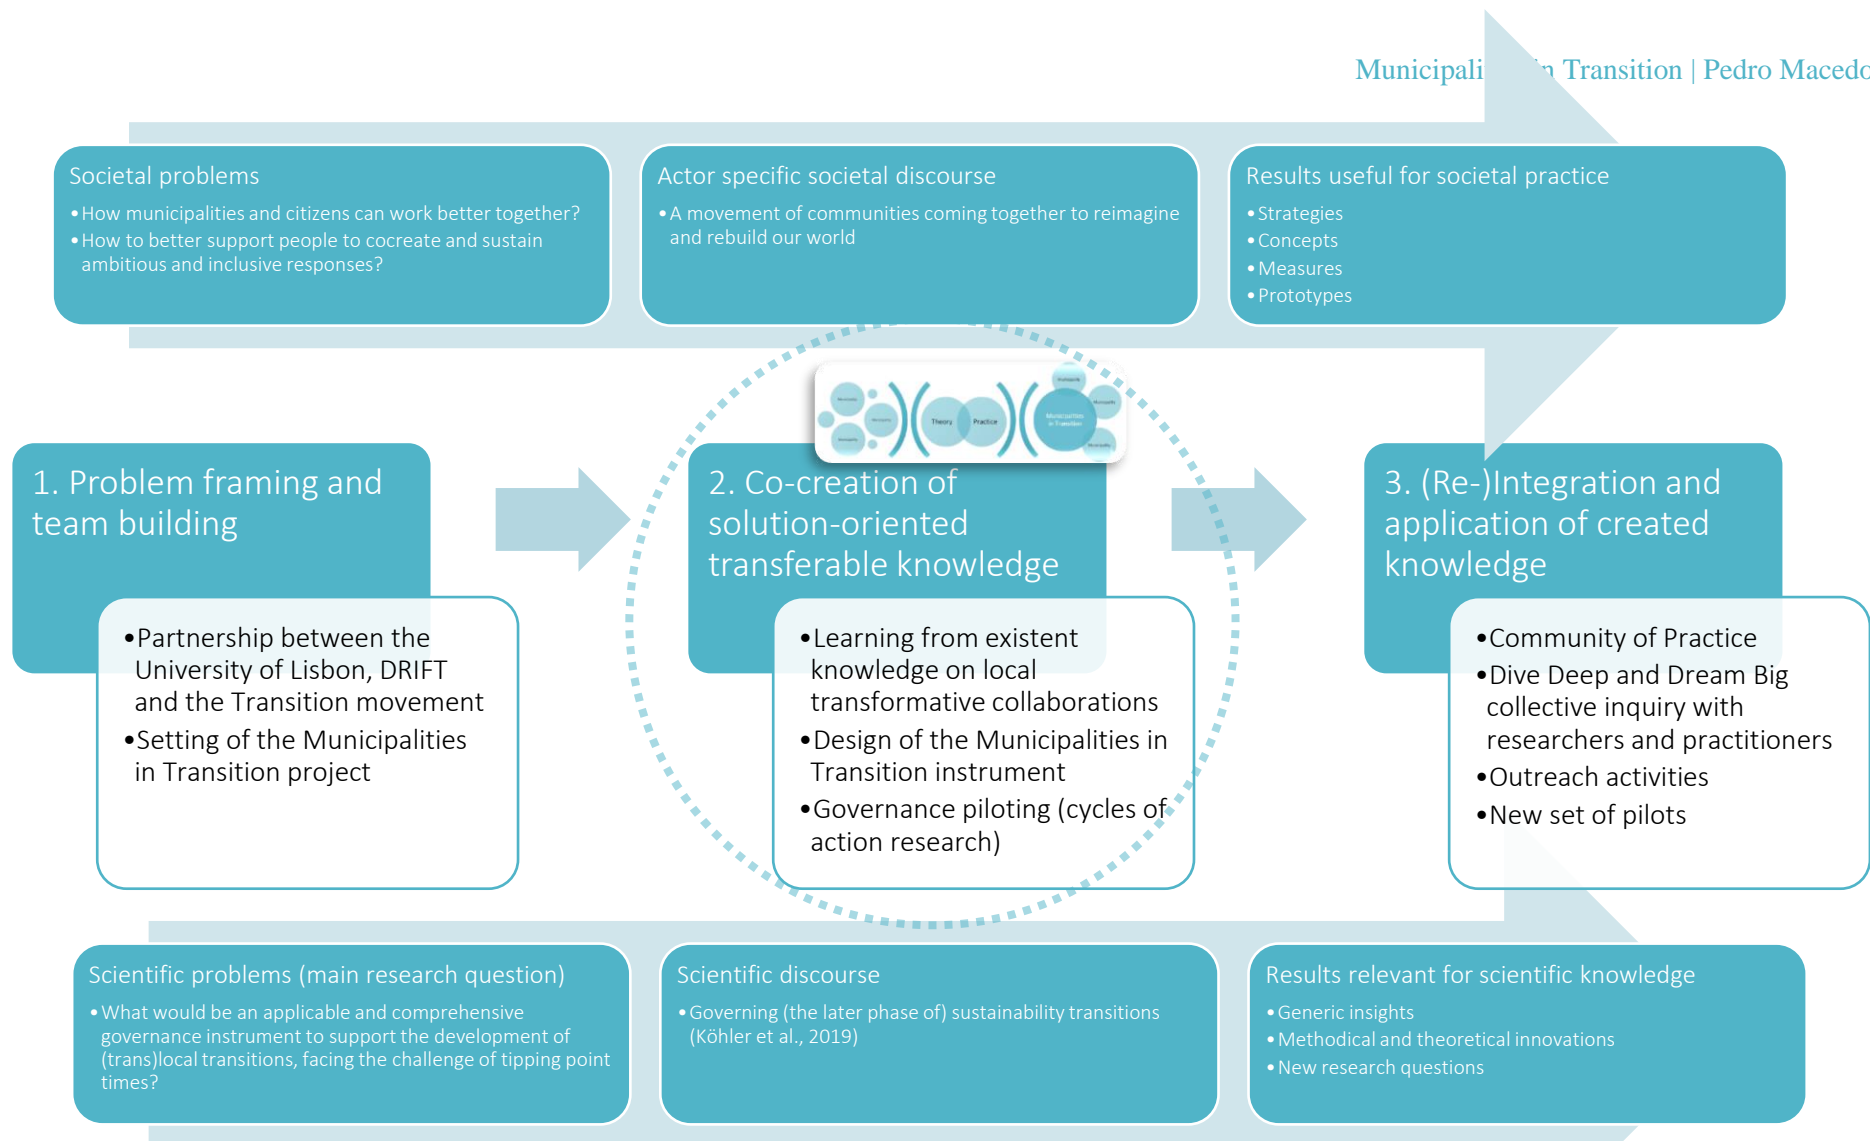 Municipali in Transition | Pedro Macedo
Societal problems
•How municipalities and citizens can work better together?
•How to better support people to cocreate and sustain
ambitious and inclusive responses?
Actor specific societal discourse
•A movement of communities coming together to reimagine
and rebuild our world
Results useful for societal practice
•Strategies
•Concepts
•Measures
•Prototypes
Theory
Practice
Municipalities
in Transition
1. Problem framing and
team building
•Partnership between the
University of Lisbon, DRIFT
and the Transition movement
•Setting of the Municipalities
in Transition project
2. Co-creation of
solution-oriented
transferable knowledge
•Learning from existent
knowledge on local
transformative collaborations
•Design of the Municipalities in
Transition instrument
•Governance piloting (cycles of
action research)
3. (Re-)Integration and
application of created
knowledge
•Community of Practice
•Dive Deep and Dream Big
collective inquiry with
researchers and practitioners
•Outreach activities
•New set of pilots
Scientific problems (main research question)
•What would be an applicable and comprehensive
governance instrument to support the development of
(trans)local transitions, facing the challenge of tipping point
times?
Scientific discourse
•Governing (the later phase of) sustainability transitions
(Köhler et al., 2019)
Results relevant for scientific knowledge
•Generic insights
•Methodical and theoretical innovations
•New research questions